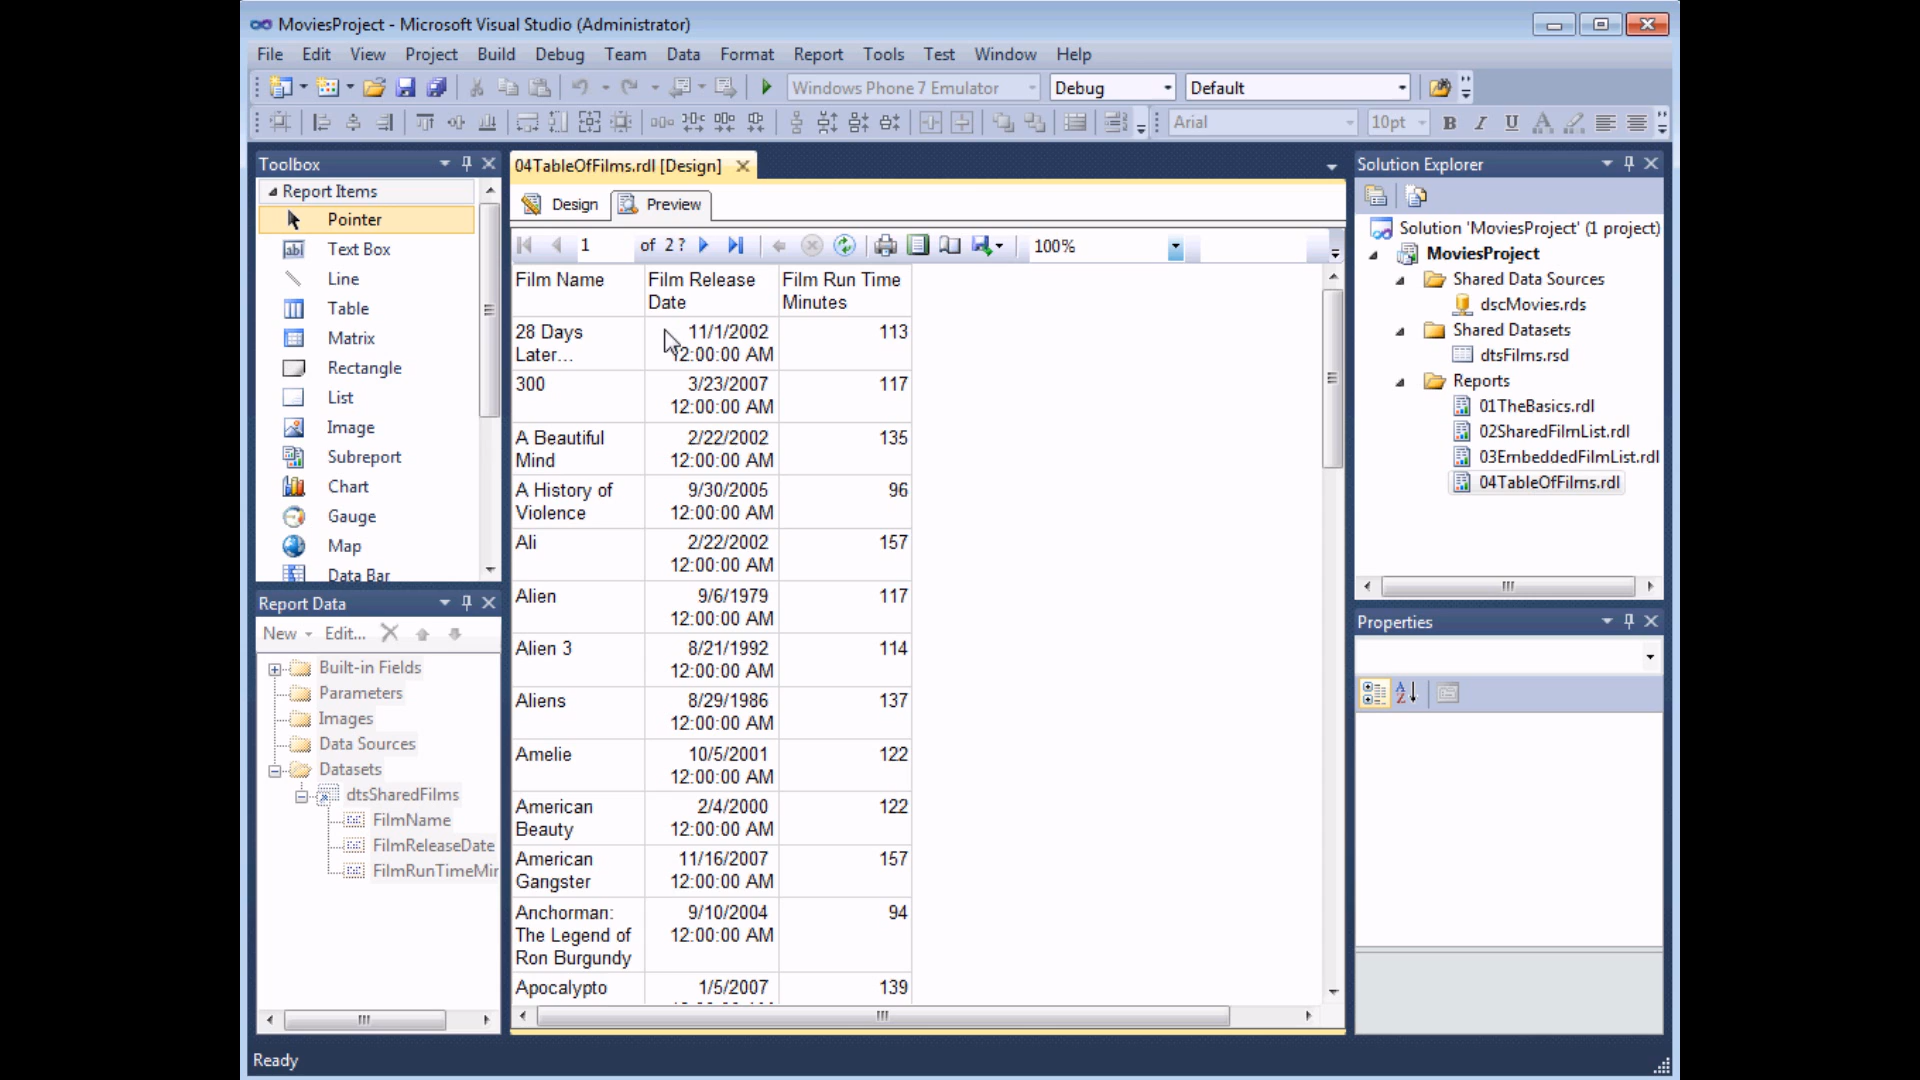 MoviesProject - Microsoft Visual Studio (Administrator)
File Edit View Project Build Debug Team Data Format Report Tools Test Window Help
Windows Phone 7 Emulator Debug Default
Arial 10pt B I U A
Toolbox
Report Items
Pointer
Text Box
Line
Table
Matrix
Rectangle
List
Image
Subreport
Chart
Gauge
Map
Data Bar
Report Data
New Edit...
Built-in Fields
Parameters
Images
Data Sources
Datasets
dtsSharedFilms
FilmName
FilmReleaseDate
FilmRunTimeMin
04TableOfFilms.rdl [Design]
Design Preview
1 of 2 ? 100%
Film Name Film Release Film Run Time
Date Minutes
28 Days 11/1/2002 113
Later... 12:00:00 AM
300 3/23/2007 117
12:00:00 AM
A Beautiful 2/22/2002 135
Mind 12:00:00 AM
A History of 9/30/2005 96
Violence 12:00:00 AM
Ali 2/22/2002 157
12:00:00 AM
Alien 9/6/1979 117
12:00:00 AM
Alien 3 8/21/1992 114
12:00:00 AM
Aliens 8/29/1986 137
12:00:00 AM
Amelie 10/5/2001 122
12:00:00 AM
American 2/4/2000 122
Beauty 12:00:00 AM
American 11/16/2007 157
Gangster 12:00:00 AM
Anchorman: 9/10/2004 94
The Legend of 12:00:00 AM
Ron Burgundy
Apocalypto 1/5/2007 139
Solution Explorer
Solution 'MoviesProject' (1 project)
MoviesProject
Shared Data Sources
dscMovies.rds
Shared Datasets
dtsFilms.rsd
Reports
01TheBasics.rdl
02SharedFilmList.rdl
03EmbeddedFilmList.rdl
04TableOfFilms.rdl
Properties
Ready